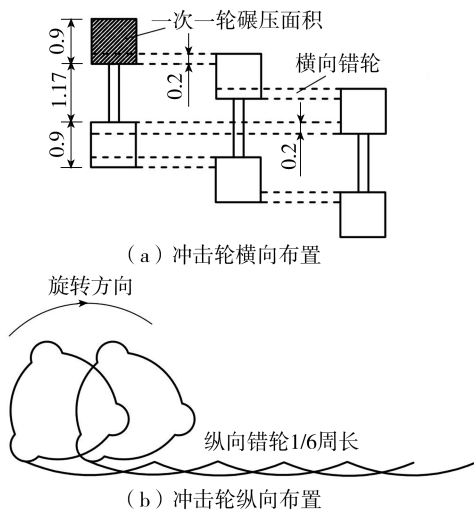 0.9
一次一轮碾压面积
1.17
0.2
横向错轮
0.9
0.2
（a）冲击轮横向布置
旋转方向
纵向错轮1/6周长
（b）冲击轮纵向布置